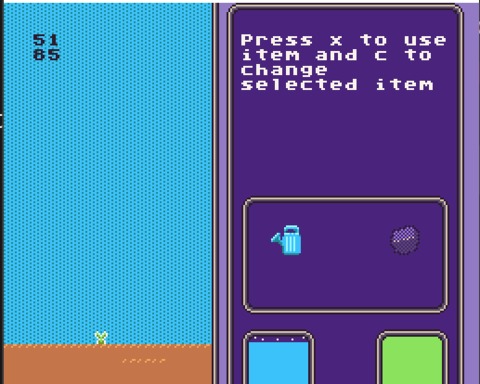 51
85
Press x to use
item and c to
change
selected item